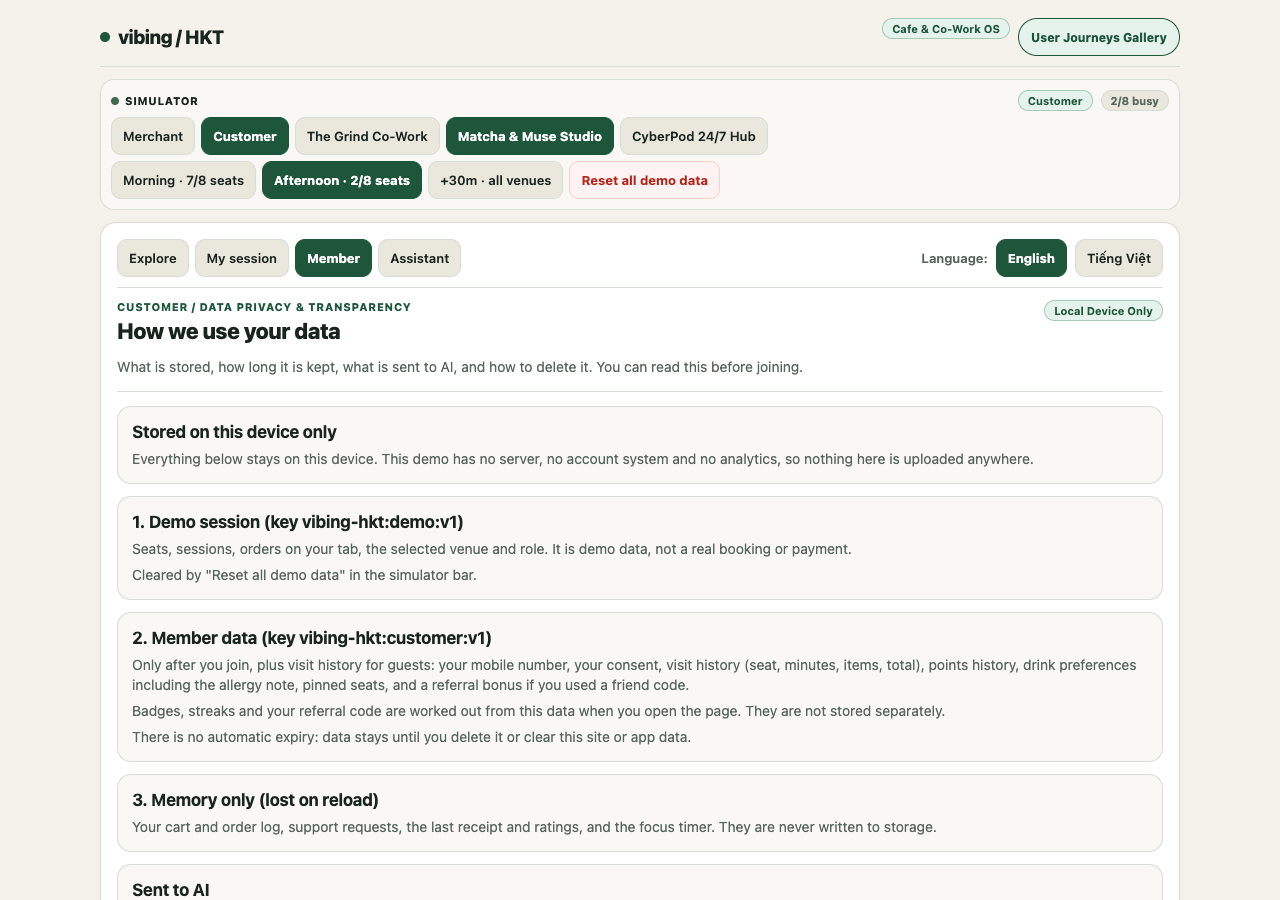 vibing / HKT
Cafe & Co-Work OS
User Journeys Gallery
SIMULATOR
Customer
2/8 busy
Merchant
Customer
The Grind Co-Work
Matcha & Muse Studio
CyberPod 24/7 Hub
Morning · 7/8 seats
Afternoon · 2/8 seats
+30m · all venues
Reset all demo data
Explore
My session
Member
Assistant
Language:
English
Tiếng Việt
CUSTOMER / DATA PRIVACY & TRANSPARENCY
Local Device Only
How we use your data
What is stored, how long it is kept, what is sent to AI, and how to delete it. You can read this before joining.
Stored on this device only
Everything below stays on this device. This demo has no server, no account system and no analytics, so nothing here is uploaded anywhere.
1. Demo session (key vibing-hkt:demo:v1)
Seats, sessions, orders on your tab, the selected venue and role. It is demo data, not a real booking or payment.
Cleared by "Reset all demo data" in the simulator bar.
2. Member data (key vibing-hkt:customer:v1)
Only after you join, plus visit history for guests: your mobile number, your consent, visit history (seat, minutes, items, total), points history, drink preferences
including the allergy note, pinned seats, and a referral bonus if you used a friend code.
Badges, streaks and your referral code are worked out from this data when you open the page. They are not stored separately.
There is no automatic expiry: data stays until you delete it or clear this site or app data.
3. Memory only (lost on reload)
Your cart and order log, support requests, the last receipt and ratings, and the focus timer. They are never written to storage.
Sent to AI